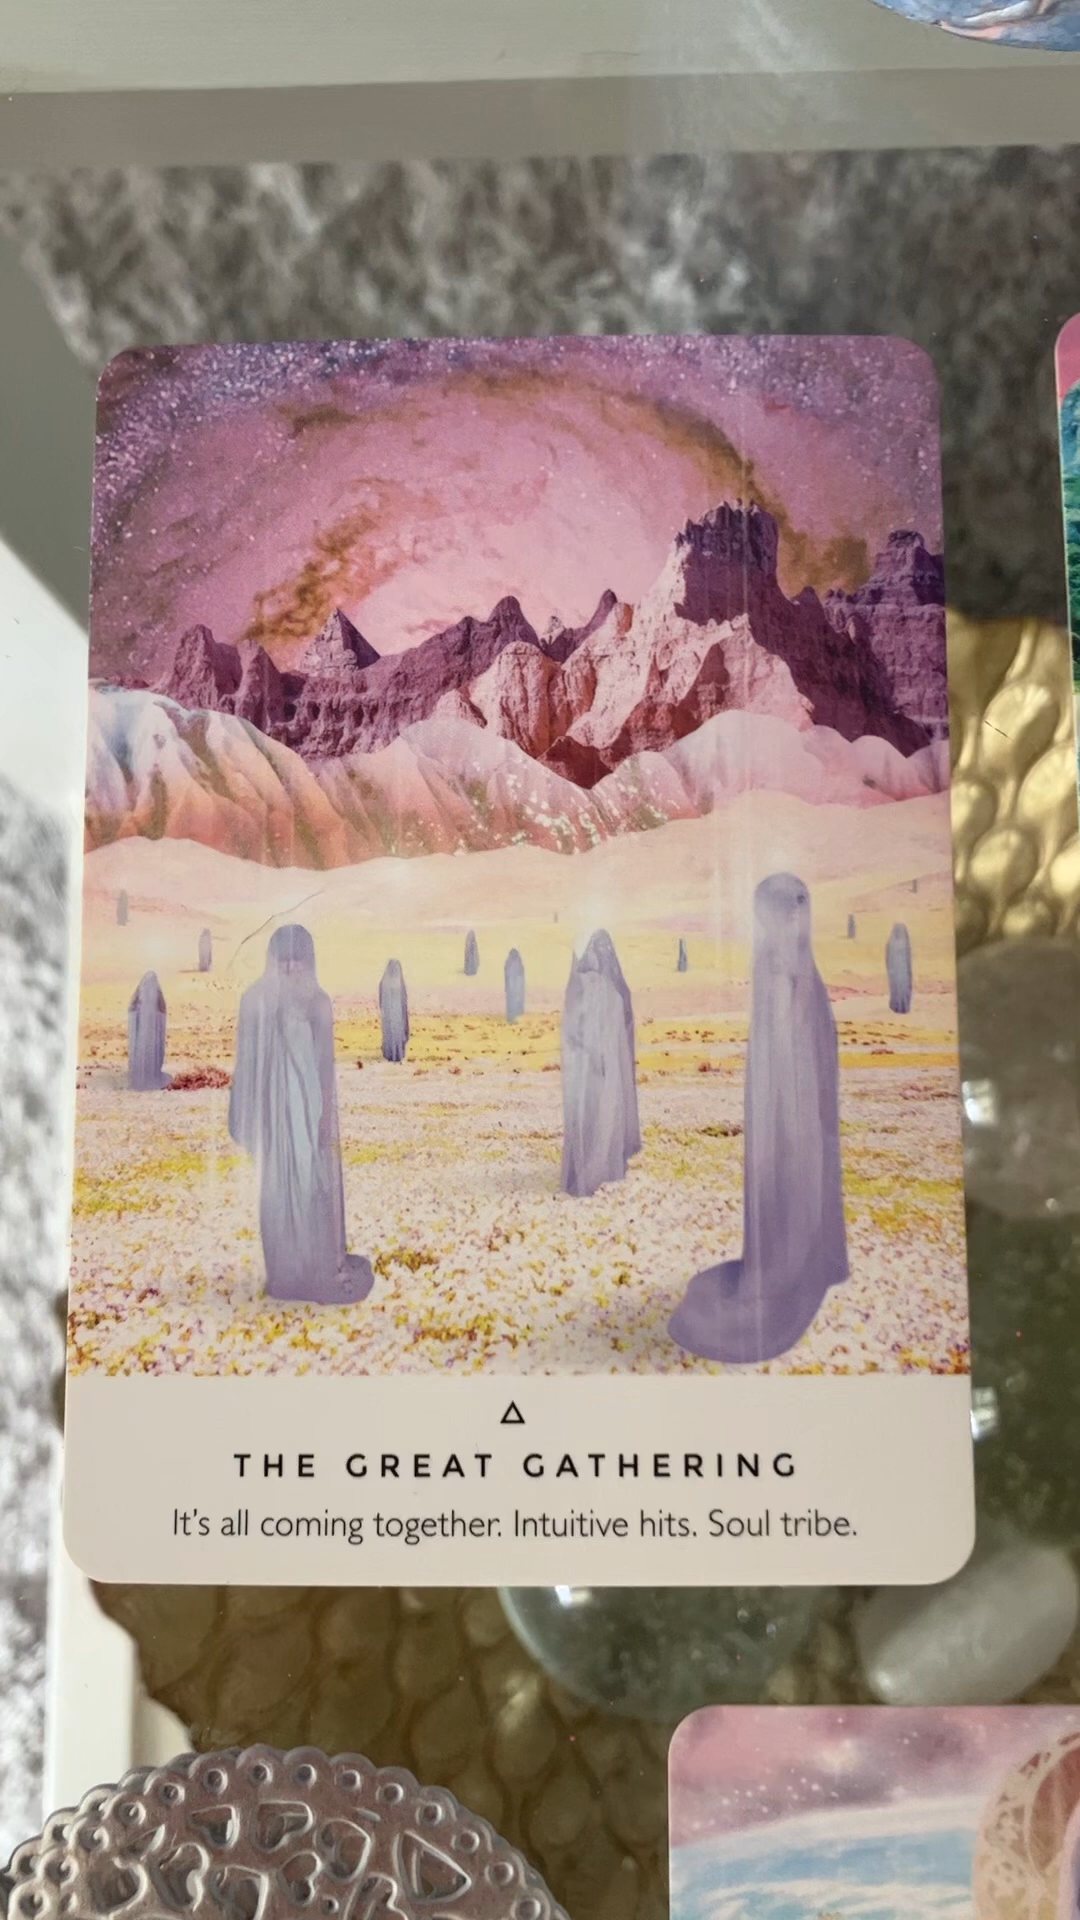 THE GREAT GATHERING
It's all coming together. Intuitive hits. Soul tribe.